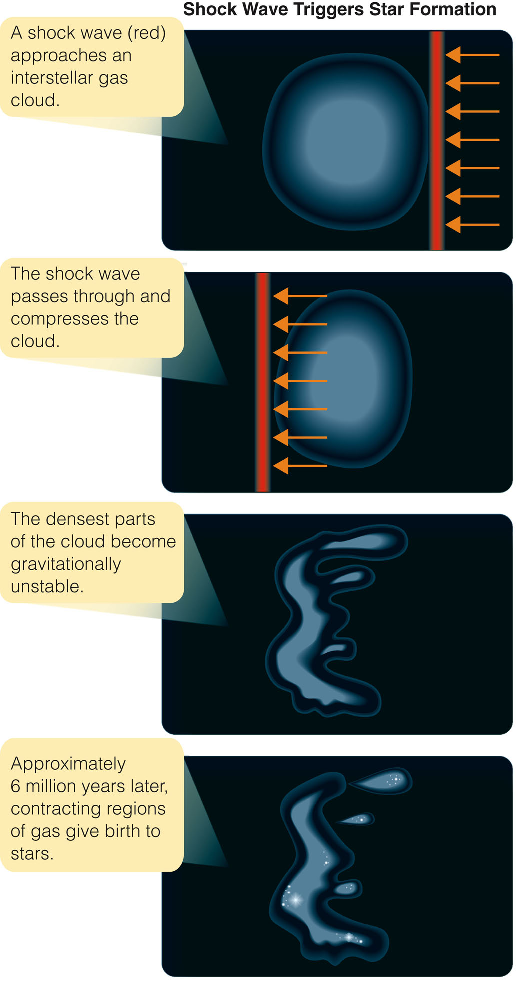 Shock Wave Triggers Star Formation
A shock wave (red)
approaches an
interstellar gas
cloud.
The shock wave
passes through and
compresses the
cloud.
The densest parts
of the cloud become
gravitationally
unstable.
Approximately
6 million years later,
contracting regions
of gas give birth to
stars.